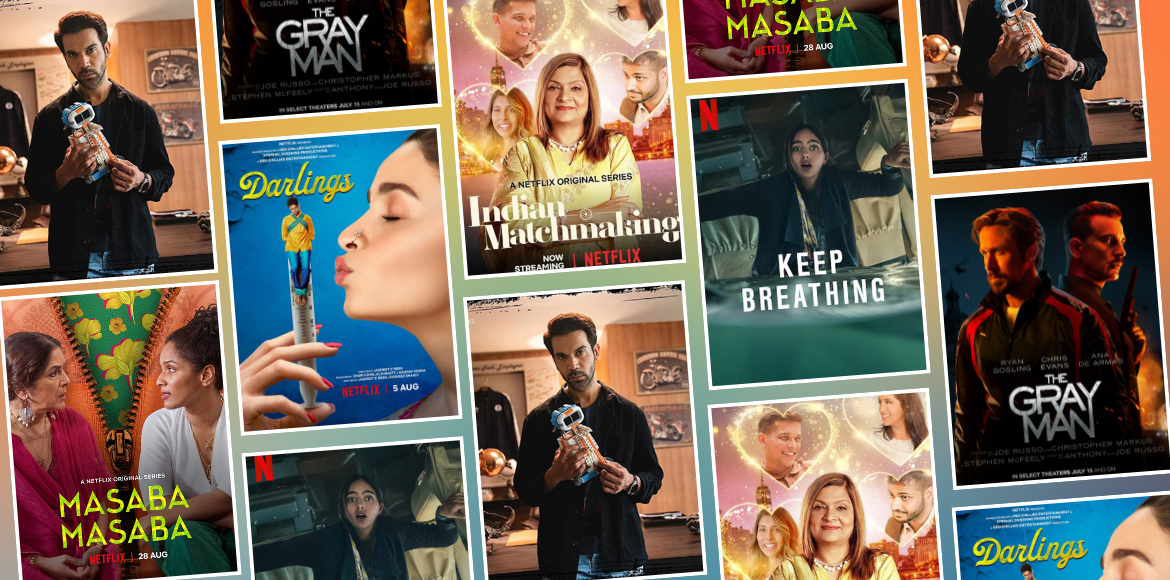 GOSLING EVANS
THE
GRAY
MAN
JOE RUSSO CHRISTOPHER MARKUS
STEPHEN McFEELY ANTHONY JOE RUSSO
IN SELECT THEATERS JULY 15 AND ON
Darlings
NETFLIX | 5 AUG
A NETFLIX ORIGINAL SERIES
Indian
Matchmaking
NOW
STREAMING | NETFLIX
MASABA
MASABA
NETFLIX | 28 AUG
N
KEEP
BREATHING
RYAN
GOSLING
CHRIS
EVANS
ANA
DE ARMAS
THE
GRAY
MAN
JOE RUSSO CHRISTOPHER MARKUS
STEPHEN McFEELY ANTHONY JOE RUSSO
IN SELECT THEATERS JULY 15 AND ON
A NETFLIX ORIGINAL SERIES
MASABA
MASABA
NETFLIX | 28 AUG
N
Darlings